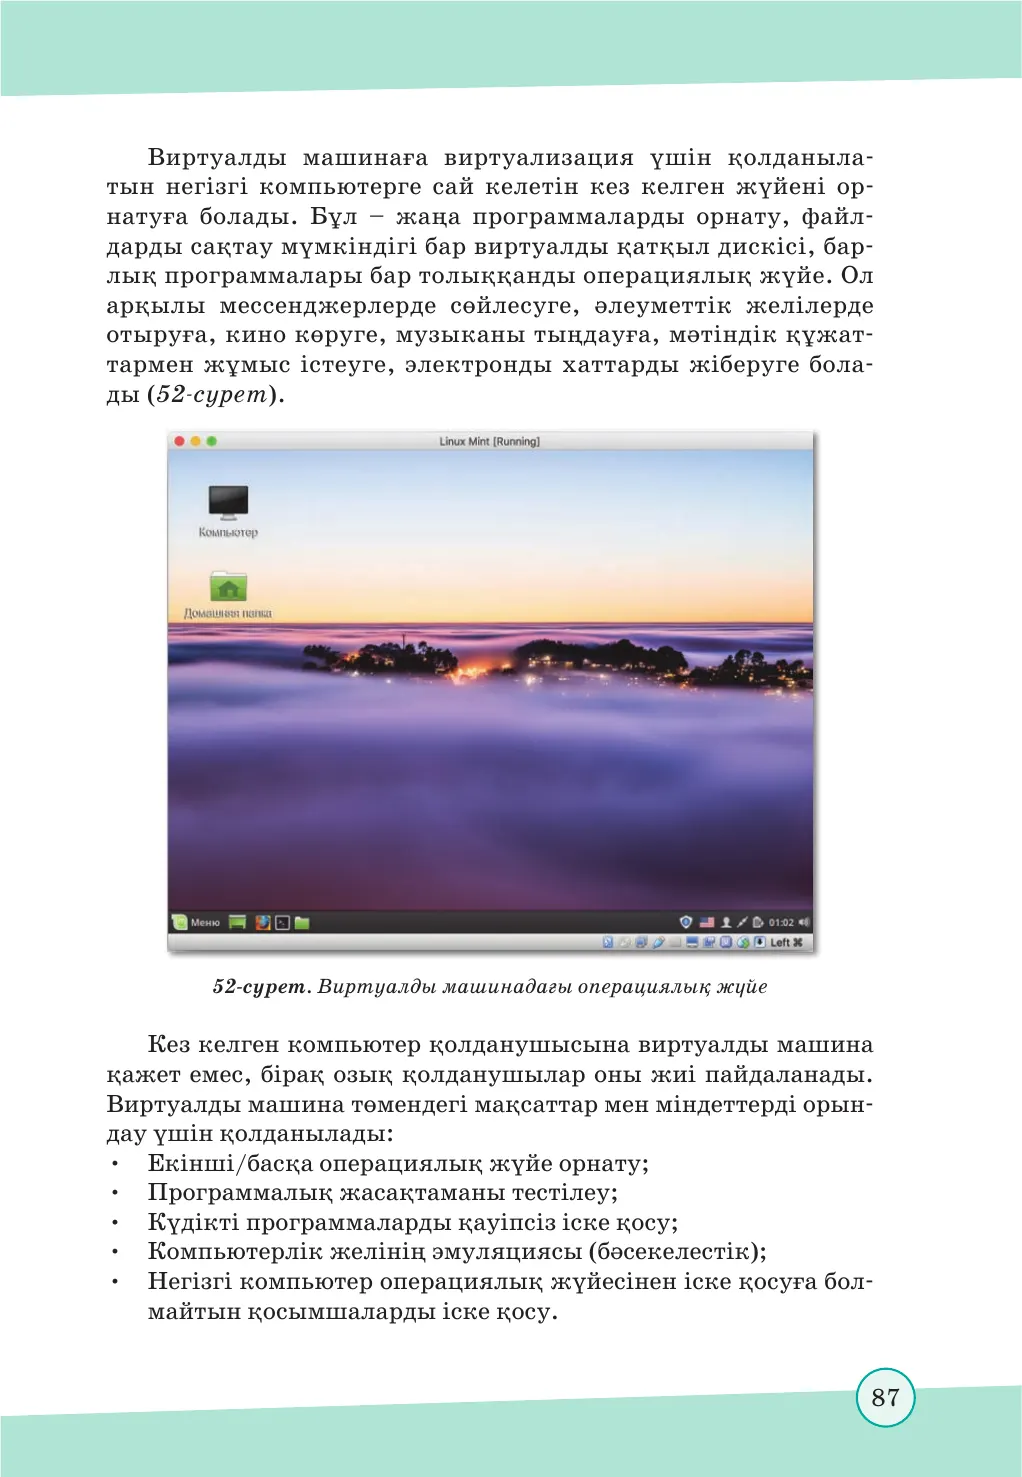 Виртуалды машинаға виртуализация үшін қолданыла-
тын негізгі компьютерге сай келетін кез келген жүйені ор-
натуға болады. Бұл – жаңа программаларды орнату, файл-
дарды сақтау мүмкіндігі бар виртуалды қатқыл дискісі, бар-
лық программалары бар толыққанды операциялық жүйе. Ол
арқылы мессенджерлерде сөйлесуге, әлеуметтік желілерде
отыруға, кино көруге, музыканы тыңдауға, мәтіндік құжат-
тармен жұмыс істеуге, электронды хаттарды жіберуге бола-
ды (52-сурет).
Linux Mint [Running]
Компьютер
Домашняя папка
Меню
01:02
Left ⌘
52-сурет. Виртуалды машинадағы операциялық жүйе
Кез келген компьютер қолданушысына виртуалды машина
қажет емес, бірақ озық қолданушылар оны жиі пайдаланады.
Виртуалды машина төмендегі мақсаттар мен міндеттерді орын-
дау үшін қолданылады:
• Екінші/басқа операциялық жүйе орнату;
• Программалық жасақтаманы тестілеу;
• Күдікті программаларды қауіпсіз іске қосу;
• Компьютерлік желінің эмуляциясы (бәсекелестік);
• Негізгі компьютер операциялық жүйесінен іске қосуға бол-
майтын қосымшаларды іске қосу.
87